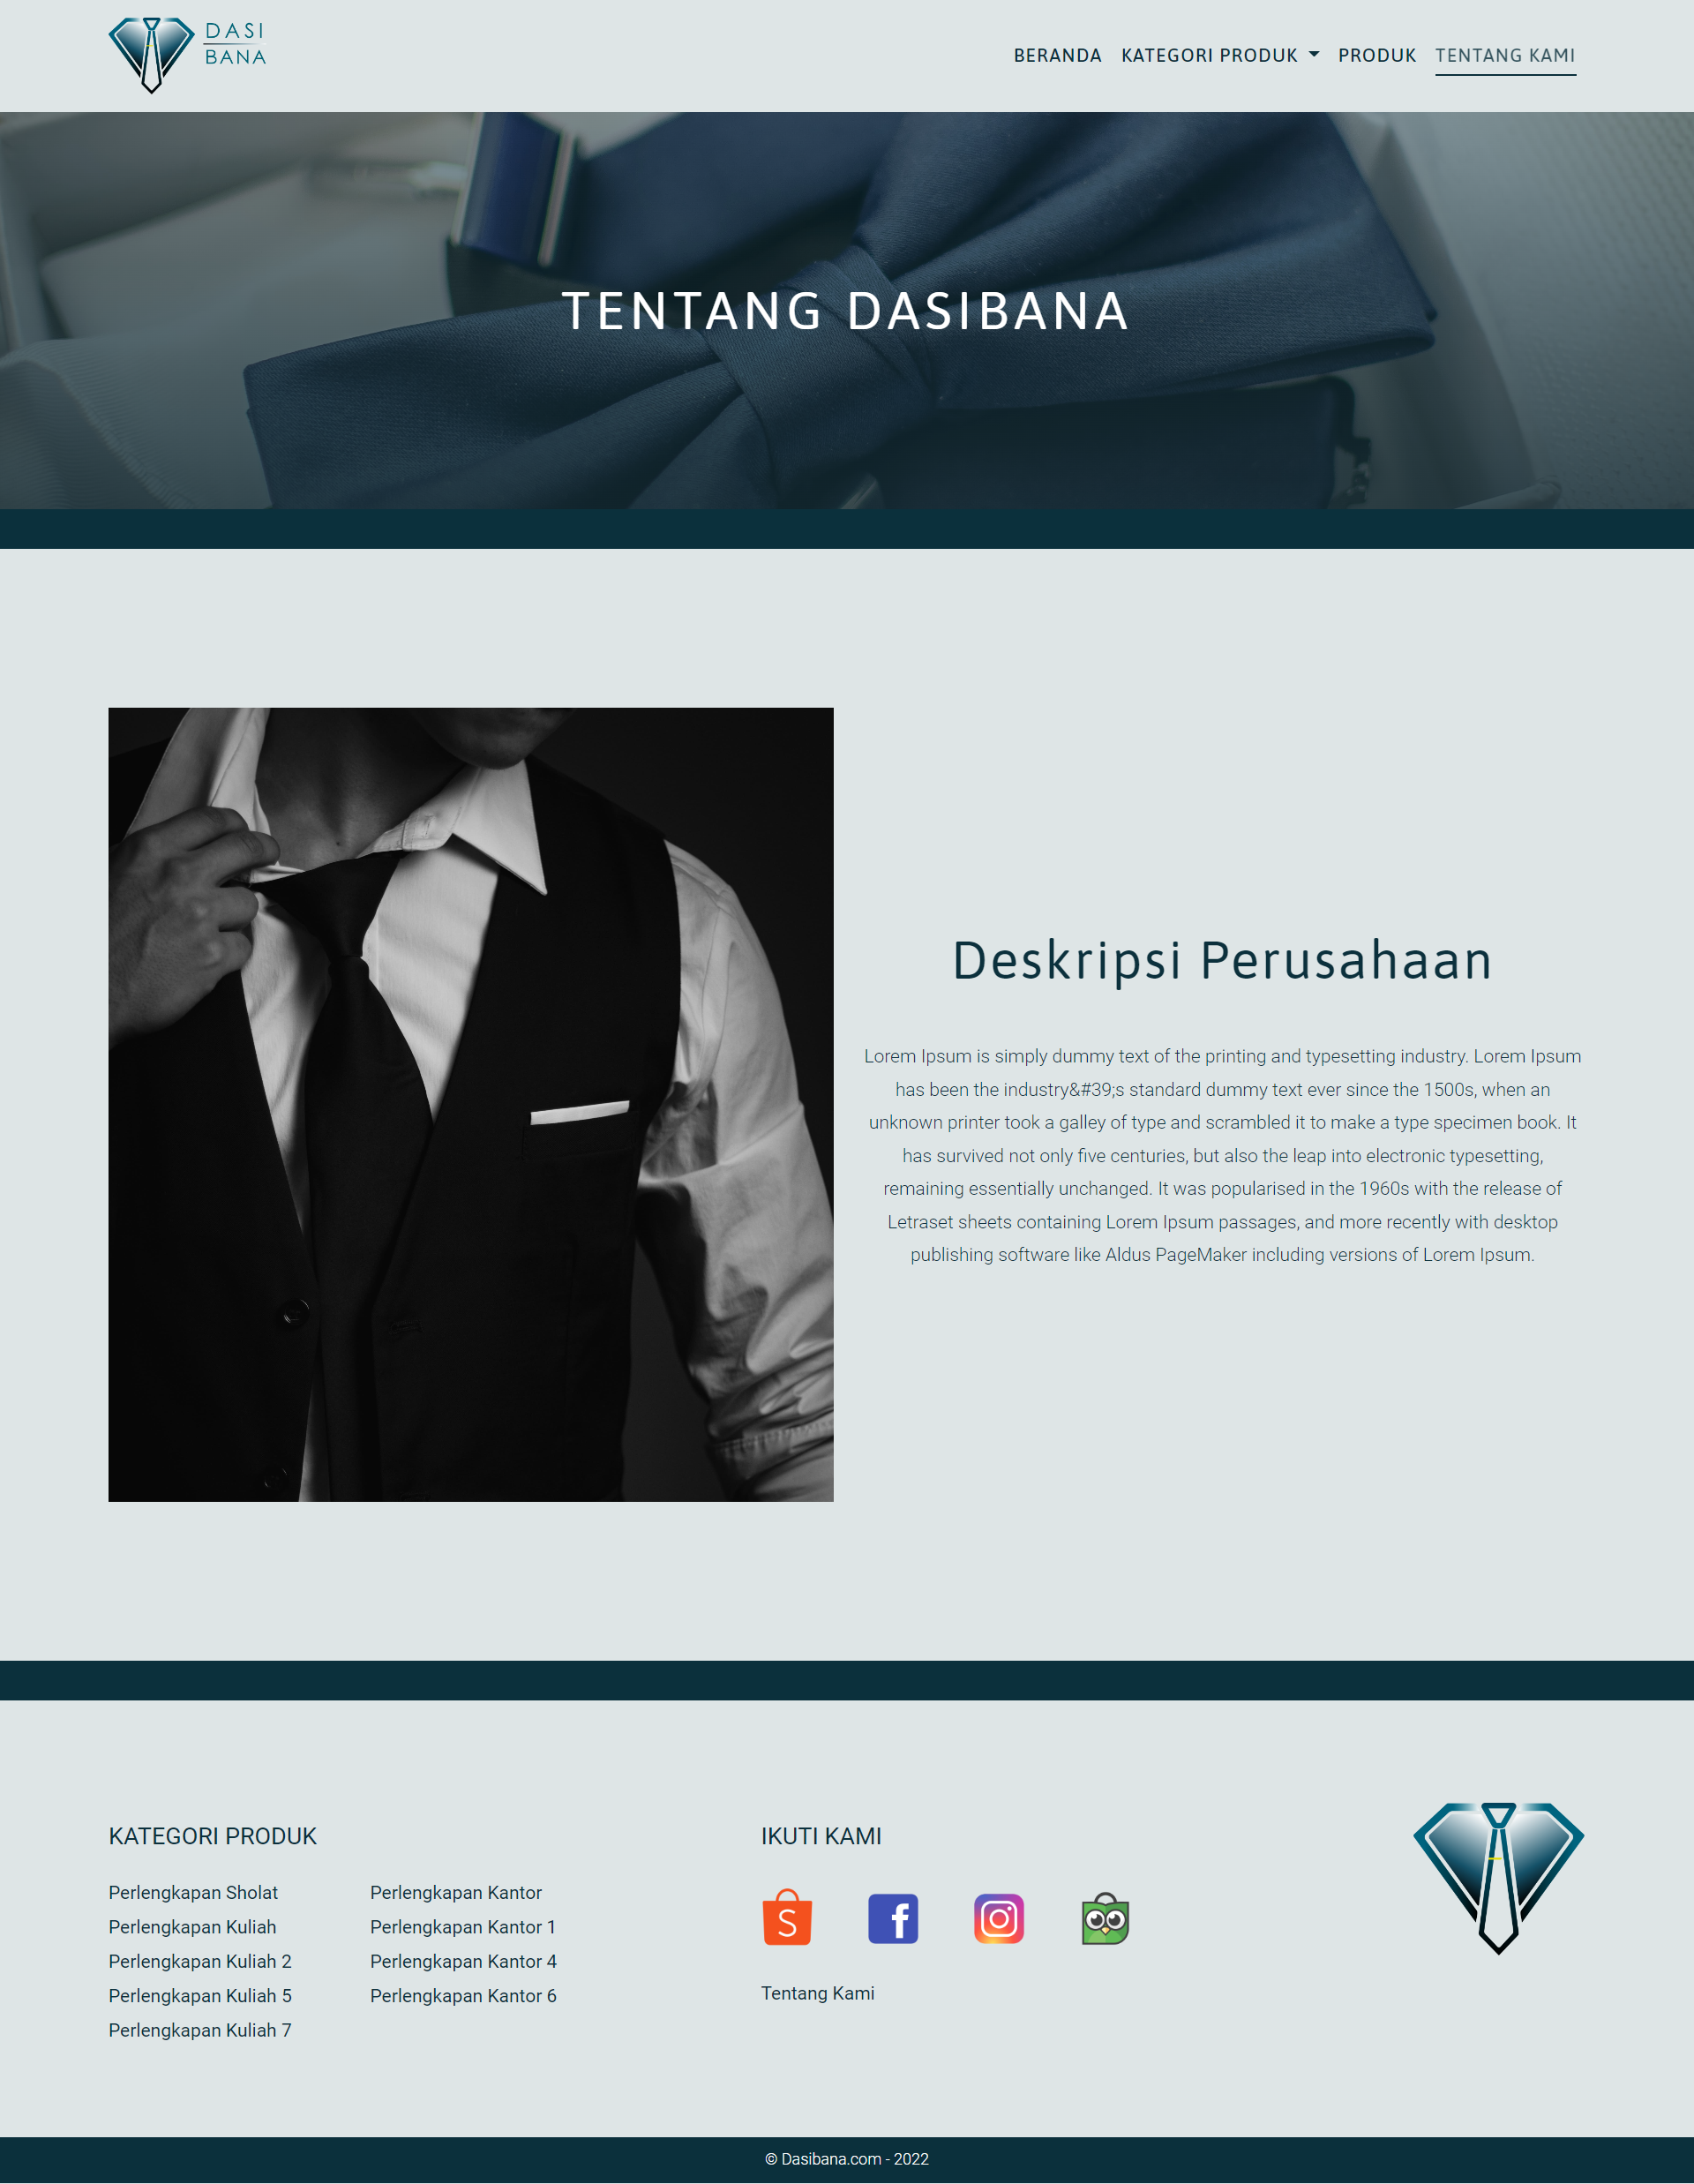 DASI
BANA
BERANDA KATEGORI PRODUK PRODUK TENTANG KAMI
TENTANG DASIBANA
Deskripsi Perusahaan
Lorem Ipsum is simply dummy text of the printing and typesetting industry. Lorem Ipsum
has been the industry&#39;s standard dummy text ever since the 1500s, when an
unknown printer took a galley of type and scrambled it to make a type specimen book. It
has survived not only five centuries, but also the leap into electronic typesetting,
remaining essentially unchanged. It was popularised in the 1960s with the release of
Letraset sheets containing Lorem Ipsum passages, and more recently with desktop
publishing software like Aldus PageMaker including versions of Lorem Ipsum.
KATEGORI PRODUK
Perlengkapan Sholat
Perlengkapan Kuliah
Perlengkapan Kuliah 2
Perlengkapan Kuliah 5
Perlengkapan Kuliah 7
Perlengkapan Kantor
Perlengkapan Kantor 1
Perlengkapan Kantor 4
Perlengkapan Kantor 6
IKUTI KAMI
Tentang Kami
© Dasibana.com - 2022